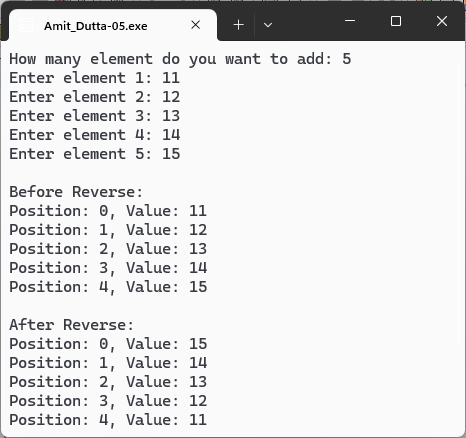 Amit_Dutta-05.exe
How many element do you want to add: 5
Enter element 1: 11
Enter element 2: 12
Enter element 3: 13
Enter element 4: 14
Enter element 5: 15
Before Reverse:
Position: 0, Value: 11
Position: 1, Value: 12
Position: 2, Value: 13
Position: 3, Value: 14
Position: 4, Value: 15
After Reverse:
Position: 0, Value: 15
Position: 1, Value: 14
Position: 2, Value: 13
Position: 3, Value: 12
Position: 4, Value: 11